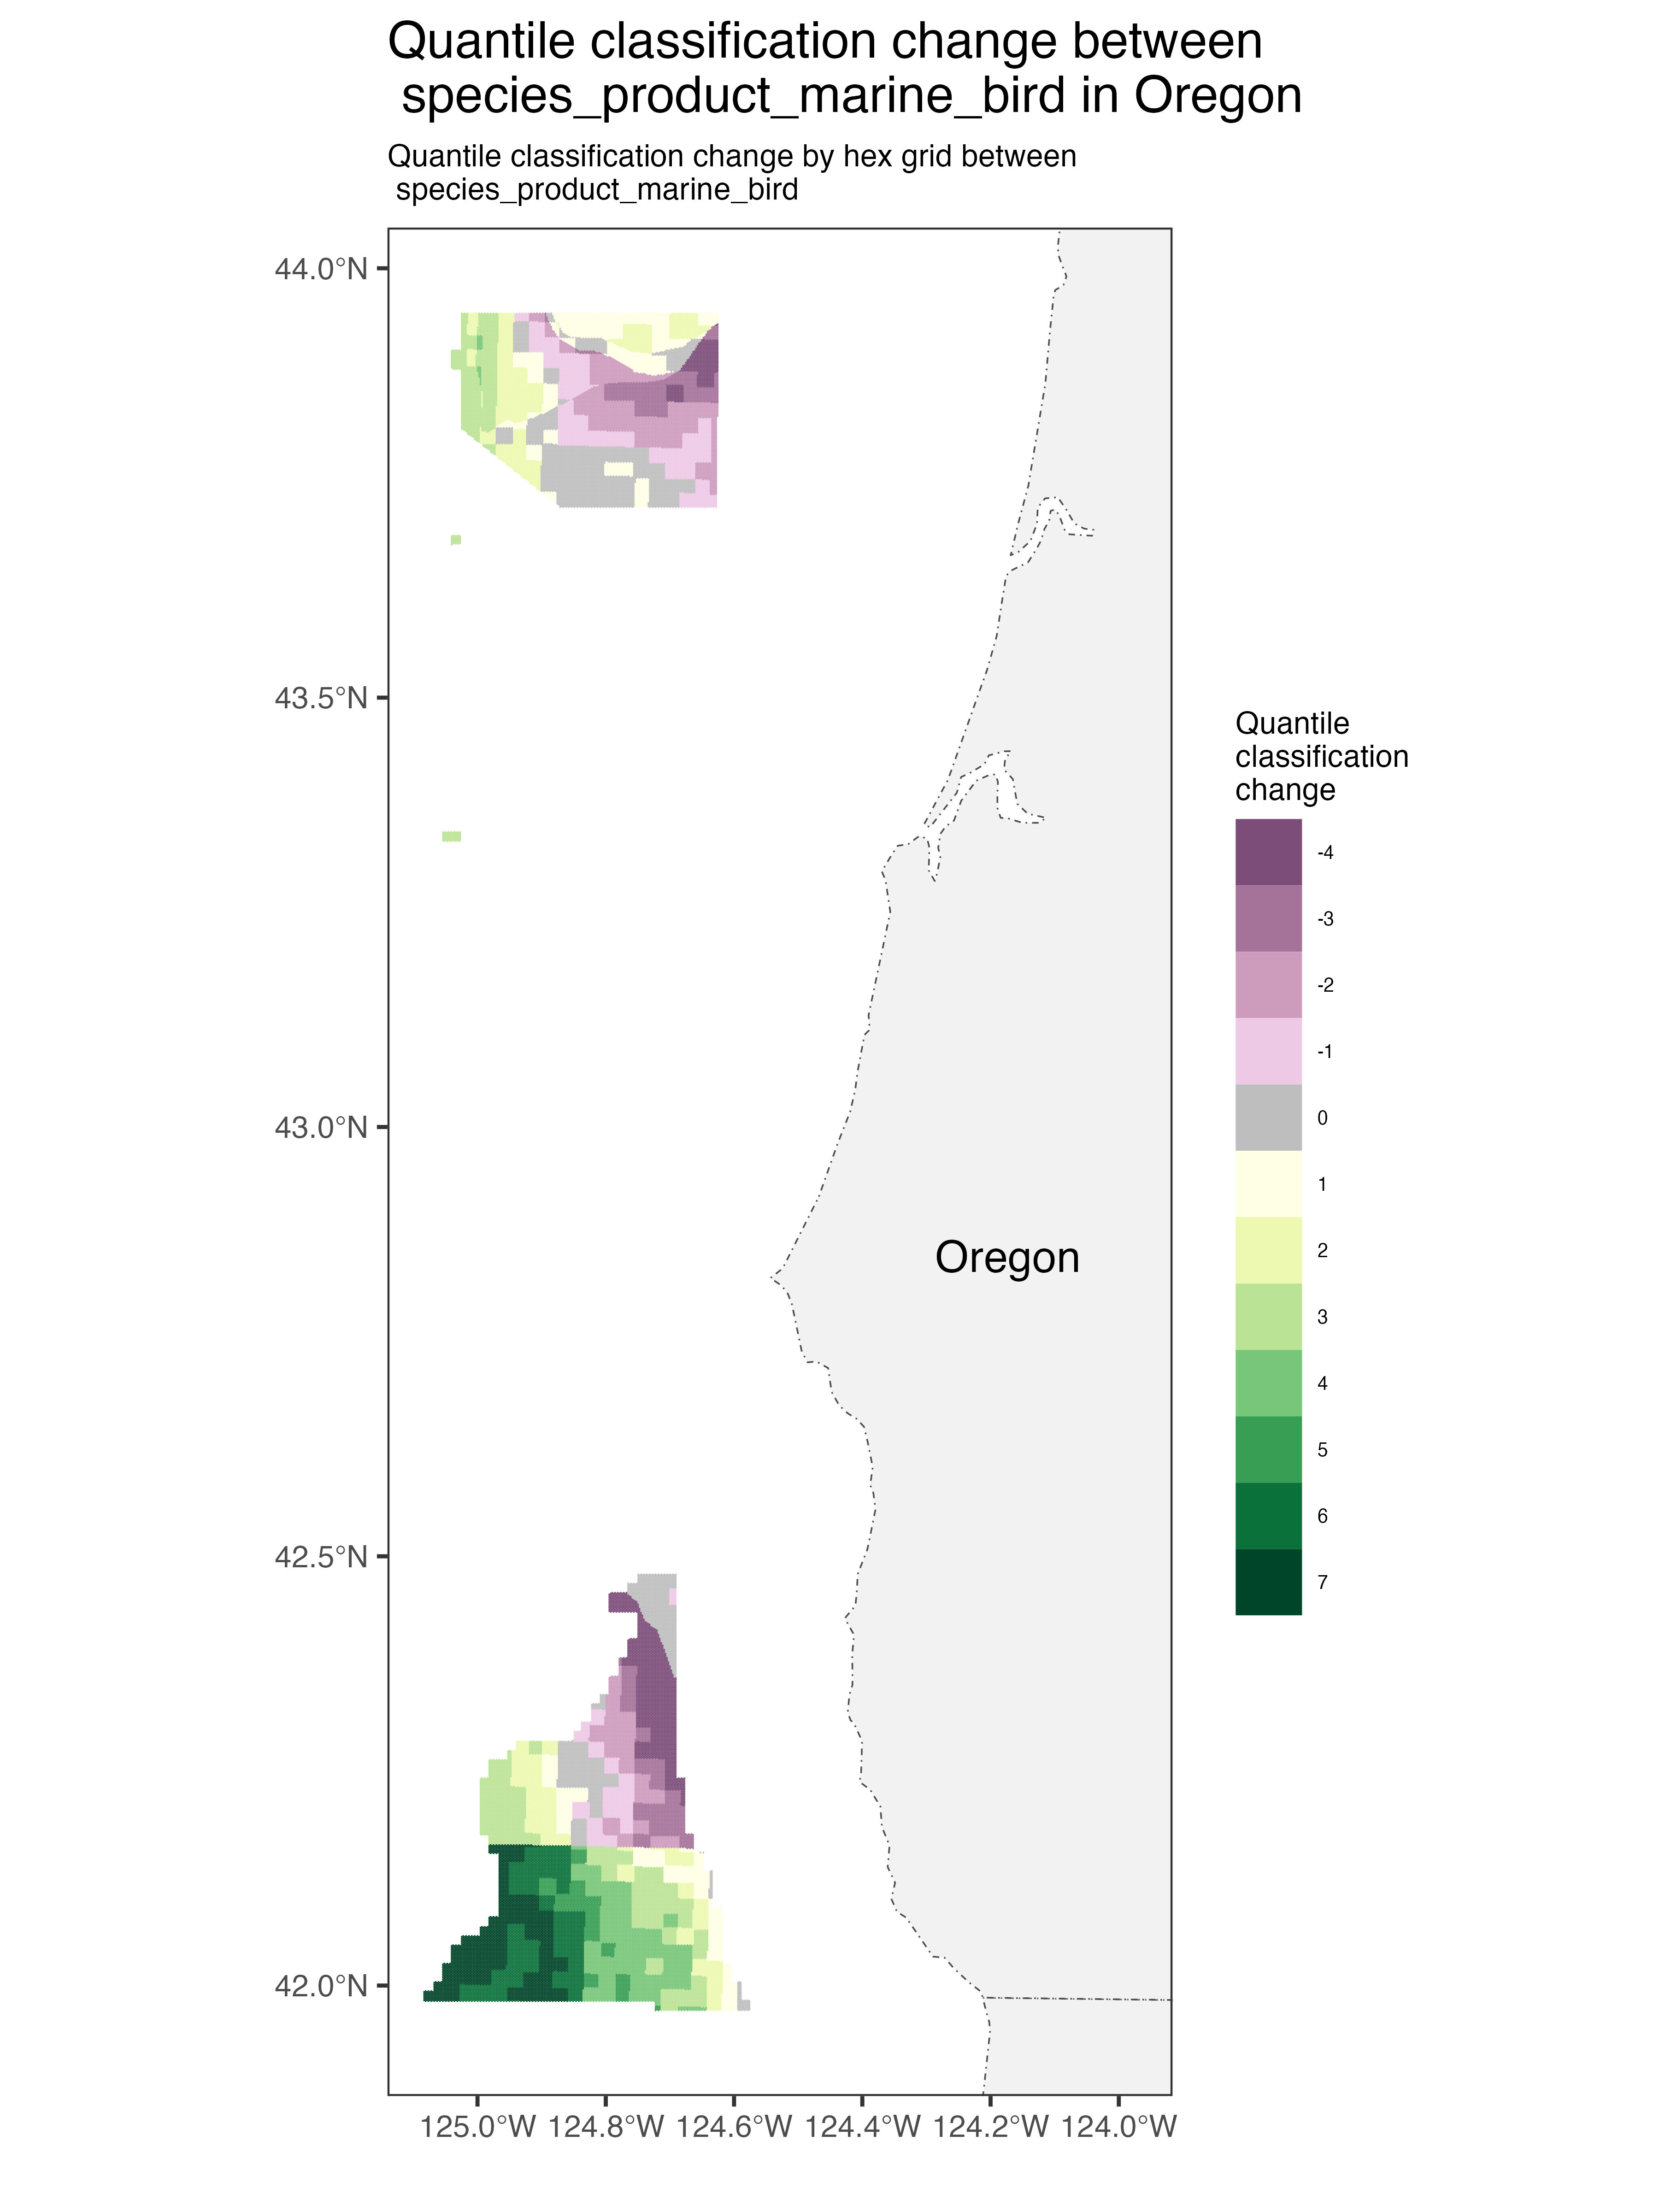 Quantile classification change between
species_product_marine_bird in Oregon
Quantile classification change by hex grid between
species_product_marine_bird
44.0°N
43.5°N
43.0°N
42.5°N
42.0°N
Oregon
125.0°W 124.8°W 124.6°W 124.4°W 124.2°W 124.0°W
Quantile
classification
change
-4
-3
-2
-1
0
1
2
3
4
5
6
7